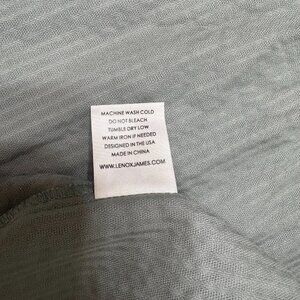 MACHINE WASH COLD
DO NOT BLEACH
TUMBLE DRY LOW
WARM IRON IF NEEDED
DESIGNED IN THE USA
MADE IN CHINA
WWW.LENOXJAMES.COM